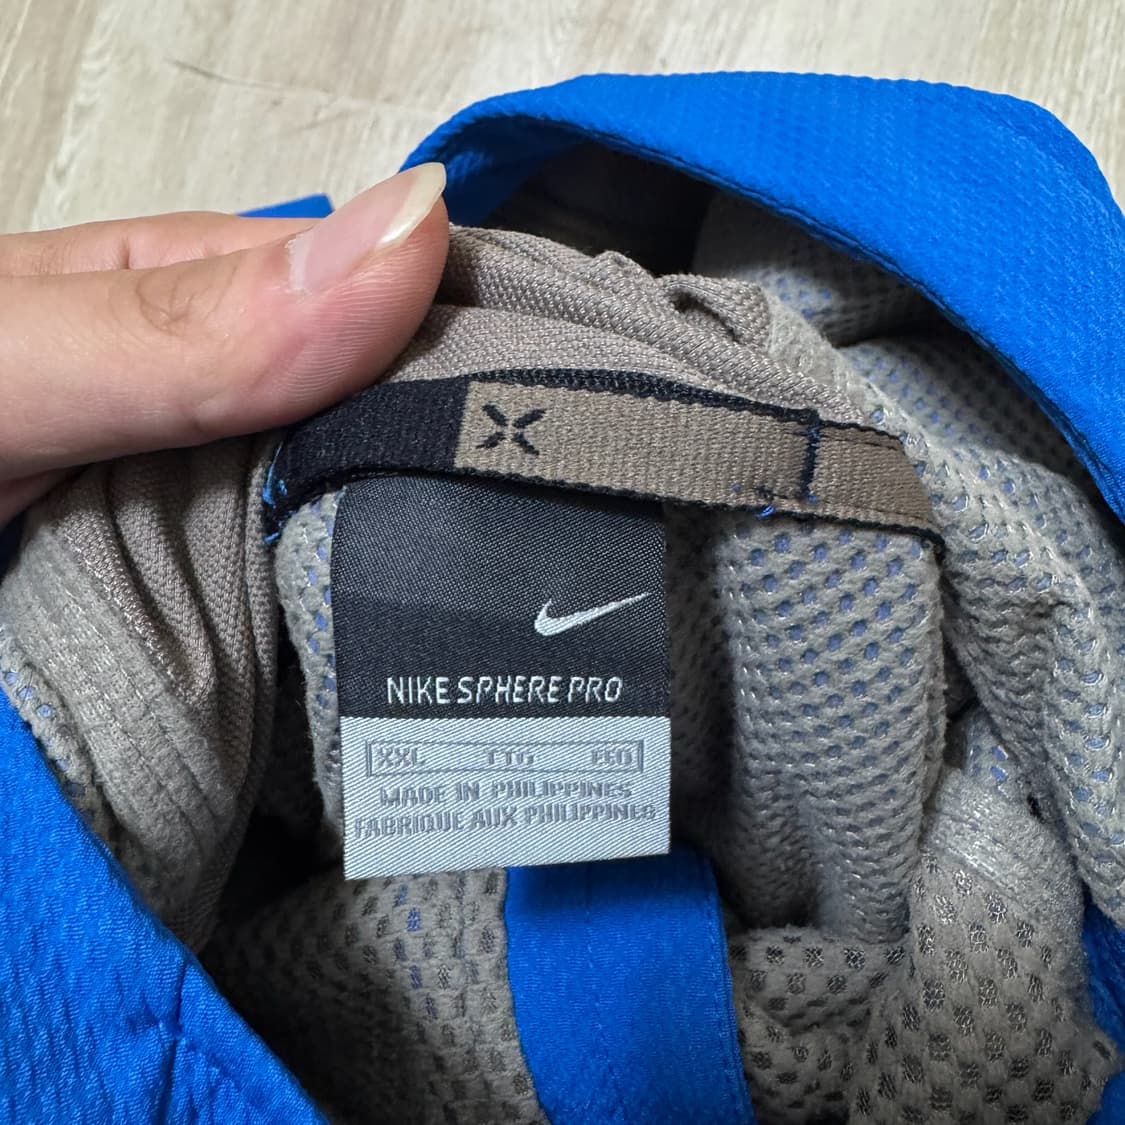 NIKE SPHERE PRO
XXL TTG EEG
MADE IN PHILIPPINES
FABRIQUE AUX PHILIPPINES